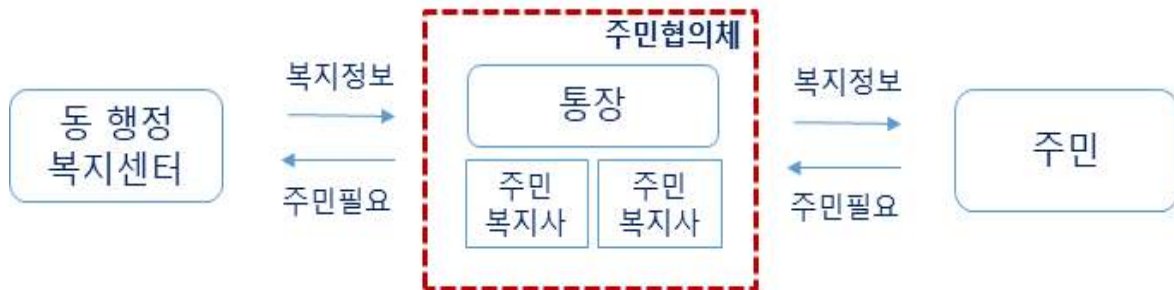 주민협의체
복지정보
통장
복지정보
동 행정
복지센터
주민
주민필요
주민
복지사
주민
복지사
주민필요